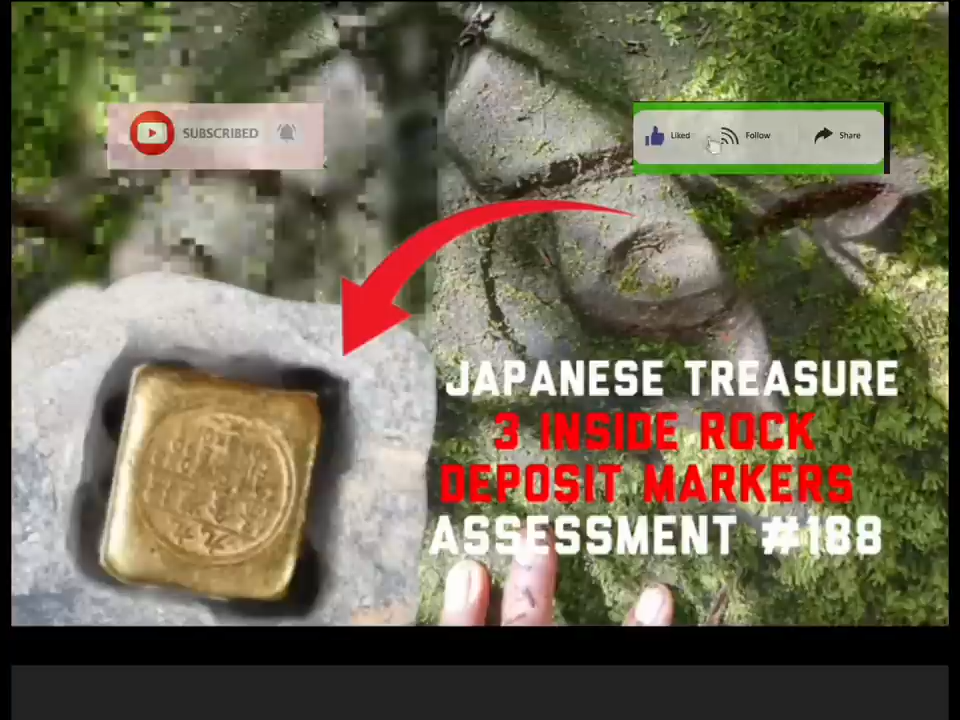 SUBSCRIBED
Liked Follow Share
JAPANESE TREASURE
3 INSIDE ROCK
DEPOSIT MARKERS
ASSESSMENT #188